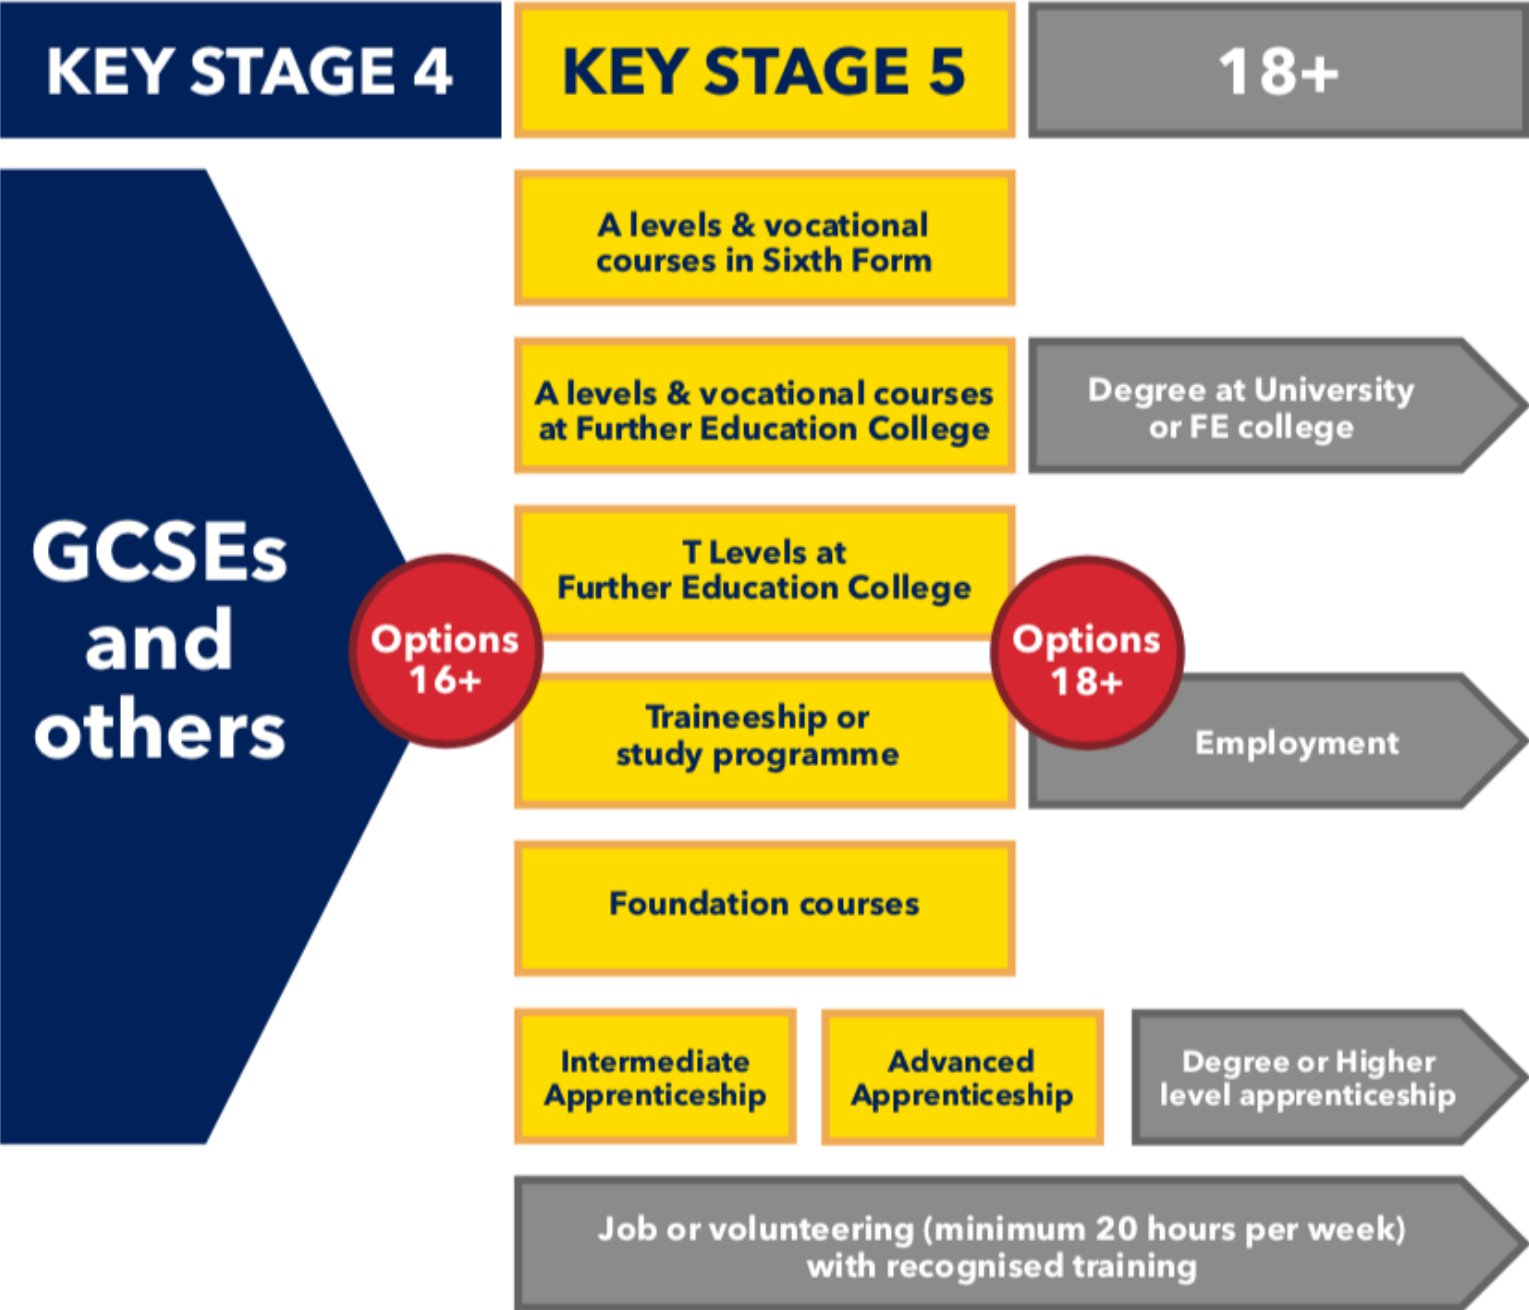 KEY STAGE 4
KEY STAGE 5
18+
GCSEs
and
others
Options
16+
A levels & vocational
courses in Sixth Form
A levels & vocational courses
at Further Education College
T Levels at
Further Education College
Traineeship or
study programme
Foundation courses
Intermediate
Apprenticeship
Advanced
Apprenticeship
Options
18+
Degree at University
or FE college
Employment
Degree or Higher
level apprenticeship
Job or volunteering (minimum 20 hours per week)
with recognised training